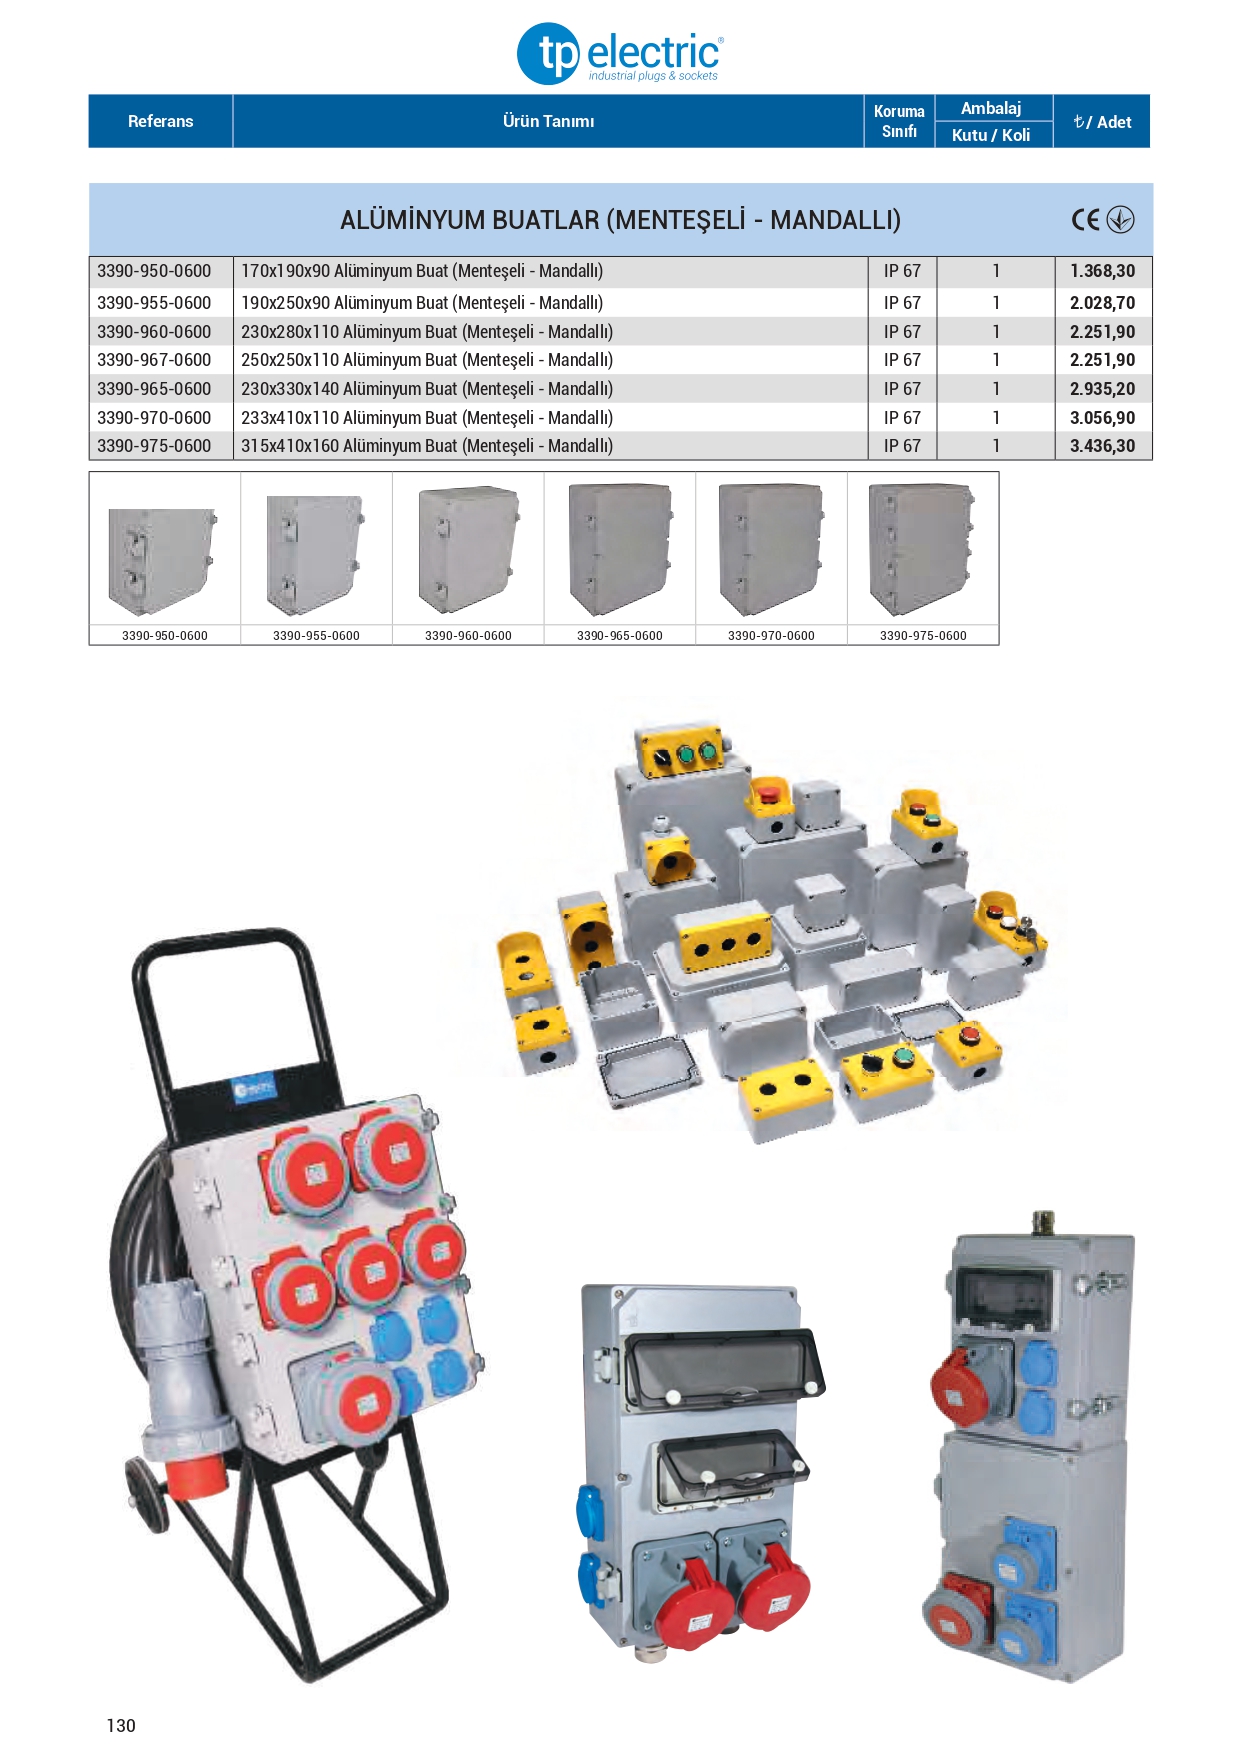 tp electric®
industrial plugs & sockets
Referans Ürün Tanımı Koruma Sınıfı Ambalaj Kutu / Koli ₺/ Adet
ALÜMİNYUM BUATLAR (MENTEŞELİ - MANDALLI) CE
3390-950-0600 170x190x90 Alüminyum Buat (Menteşeli - Mandallı) IP 67 1 1.368,30
3390-955-0600 190x250x90 Alüminyum Buat (Menteşeli - Mandallı) IP 67 1 2.028,70
3390-960-0600 230x280x110 Alüminyum Buat (Menteşeli - Mandallı) IP 67 1 2.251,90
3390-967-0600 250x250x110 Alüminyum Buat (Menteşeli - Mandallı) IP 67 1 2.251,90
3390-965-0600 230x330x140 Alüminyum Buat (Menteşeli - Mandallı) IP 67 1 2.935,20
3390-970-0600 233x410x110 Alüminyum Buat (Menteşeli - Mandallı) IP 67 1 3.056,90
3390-975-0600 315x410x160 Alüminyum Buat (Menteşeli - Mandallı) IP 67 1 3.436,30
3390-950-0600 3390-955-0600 3390-960-0600 3390-965-0600 3390-970-0600 3390-975-0600
tp electric
130